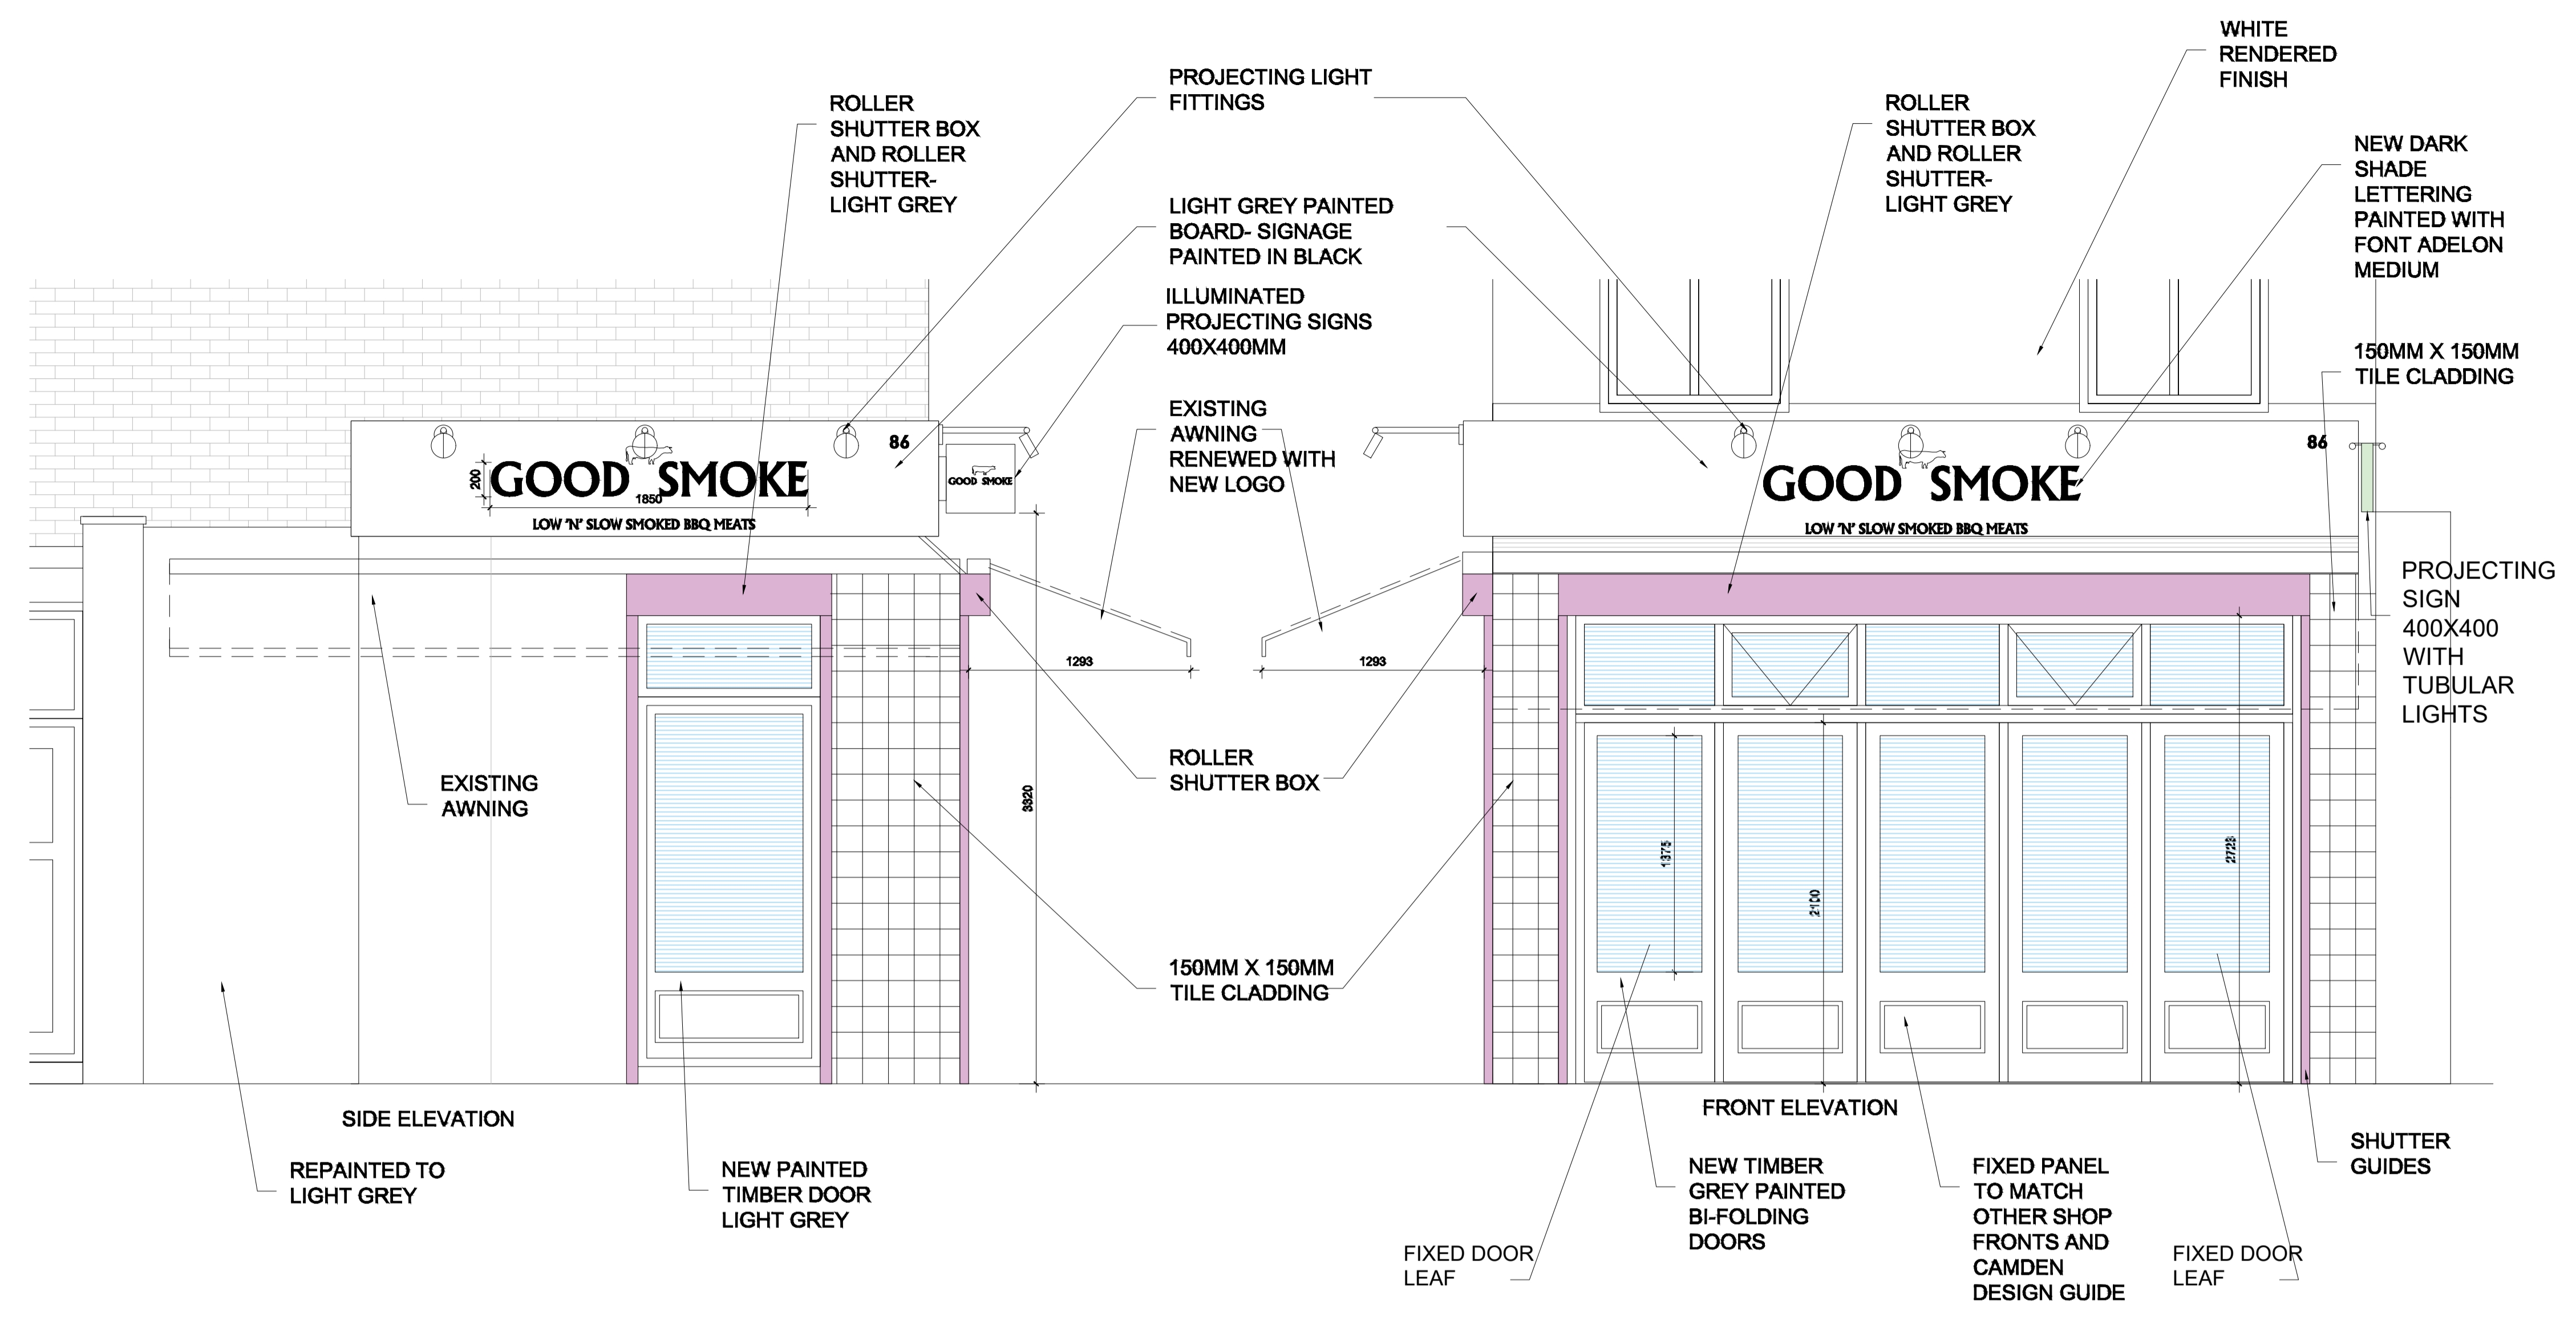 WHITE
RENDERED
FINISH
PROJECTING LIGHT
FITTINGS
ROLLER
SHUTTER BOX
AND ROLLER
SHUTTER-
LIGHT GREY
ROLLER
SHUTTER BOX
AND ROLLER
SHUTTER-
LIGHT GREY
NEW DARK
SHADE
LETTERING
PAINTED WITH
FONT ADELON
MEDIUM
LIGHT GREY PAINTED
BOARD- SIGNAGE
PAINTED IN BLACK
ILLUMINATED
PROJECTING SIGNS
400X400MM
150MM X 150MM
TILE CLADDING
EXISTING
AWNING
RENEWED WITH
NEW LOGO
86
200
GOOD SMOKE
1850
LOW 'N' SLOW SMOKED BBQ MEATS
GOOD SMOKE
86
GOOD SMOKE
LOW 'N' SLOW SMOKED BBQ MEATS
PROJECTING
SIGN
400X400
WITH
TUBULAR
LIGHTS
1293
1293
EXISTING
AWNING
3320
ROLLER
SHUTTER BOX
1375
2100
2723
150MM X 150MM
TILE CLADDING
SIDE ELEVATION
FRONT ELEVATION
REPAINTED TO
LIGHT GREY
NEW PAINTED
TIMBER DOOR
LIGHT GREY
FIXED DOOR
LEAF
NEW TIMBER
GREY PAINTED
BI-FOLDING
DOORS
FIXED PANEL
TO MATCH
OTHER SHOP
FRONTS AND
CAMDEN
DESIGN GUIDE
FIXED DOOR
LEAF
SHUTTER
GUIDES